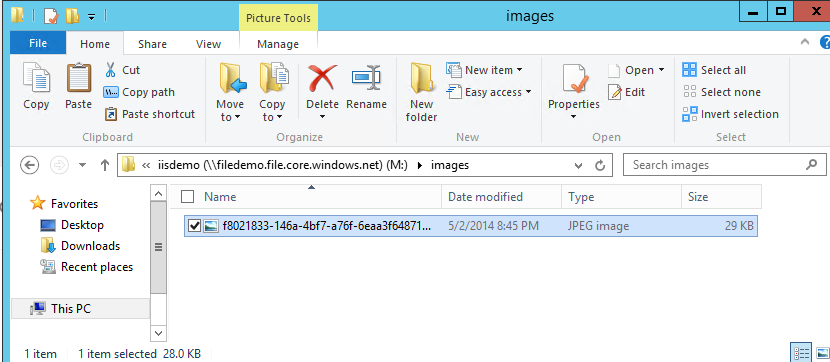 Picture Tools
images
File
Home
Share
View
Manage
Copy
Paste
Cut
Copy path
Paste shortcut
Clipboard
Move to
Copy to
Delete
Rename
Organize
New folder
New item
Easy access
New
Properties
Open
Edit
Open
Select all
Select none
Invert selection
Select
iisdemo (\\filedemo.file.core.windows.net) (M:)
images
Search images
Favorites
Desktop
Downloads
Recent places
This PC
Name
Date modified
Type
Size
f8021833-146a-4bf7-a76f-6eaa3f64871...
5/2/2014 8:45 PM
JPEG image
29 KB
1 item
1 item selected 28.0 KB